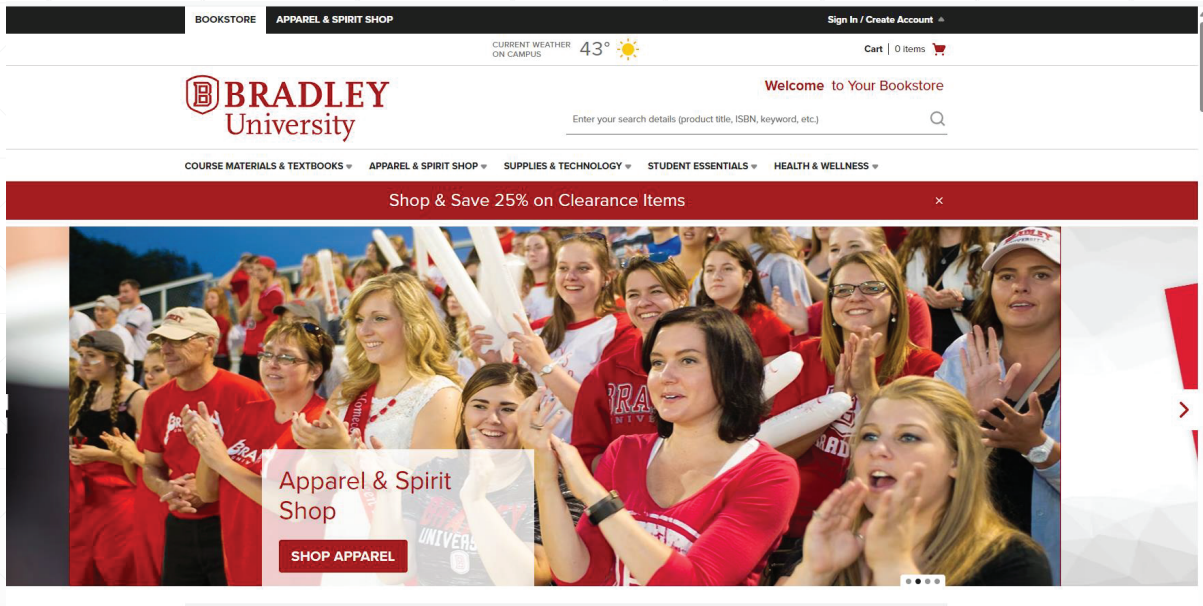 BOOKSTORE APPAREL & SPIRIT SHOP Sign In / Create Account
CURRENT WEATHER
ON CAMPUS
43°
Cart | 0 items
B BRADLEY
University
Welcome to Your Bookstore
Enter your search details (product title, ISBN, keyword, etc.)
COURSE MATERIALS & TEXTBOOKS APPAREL & SPIRIT SHOP SUPPLIES & TECHNOLOGY STUDENT ESSENTIALS HEALTH & WELLNESS
Shop & Save 25% on Clearance Items ×
Apparel & Spirit
Shop
SHOP APPAREL